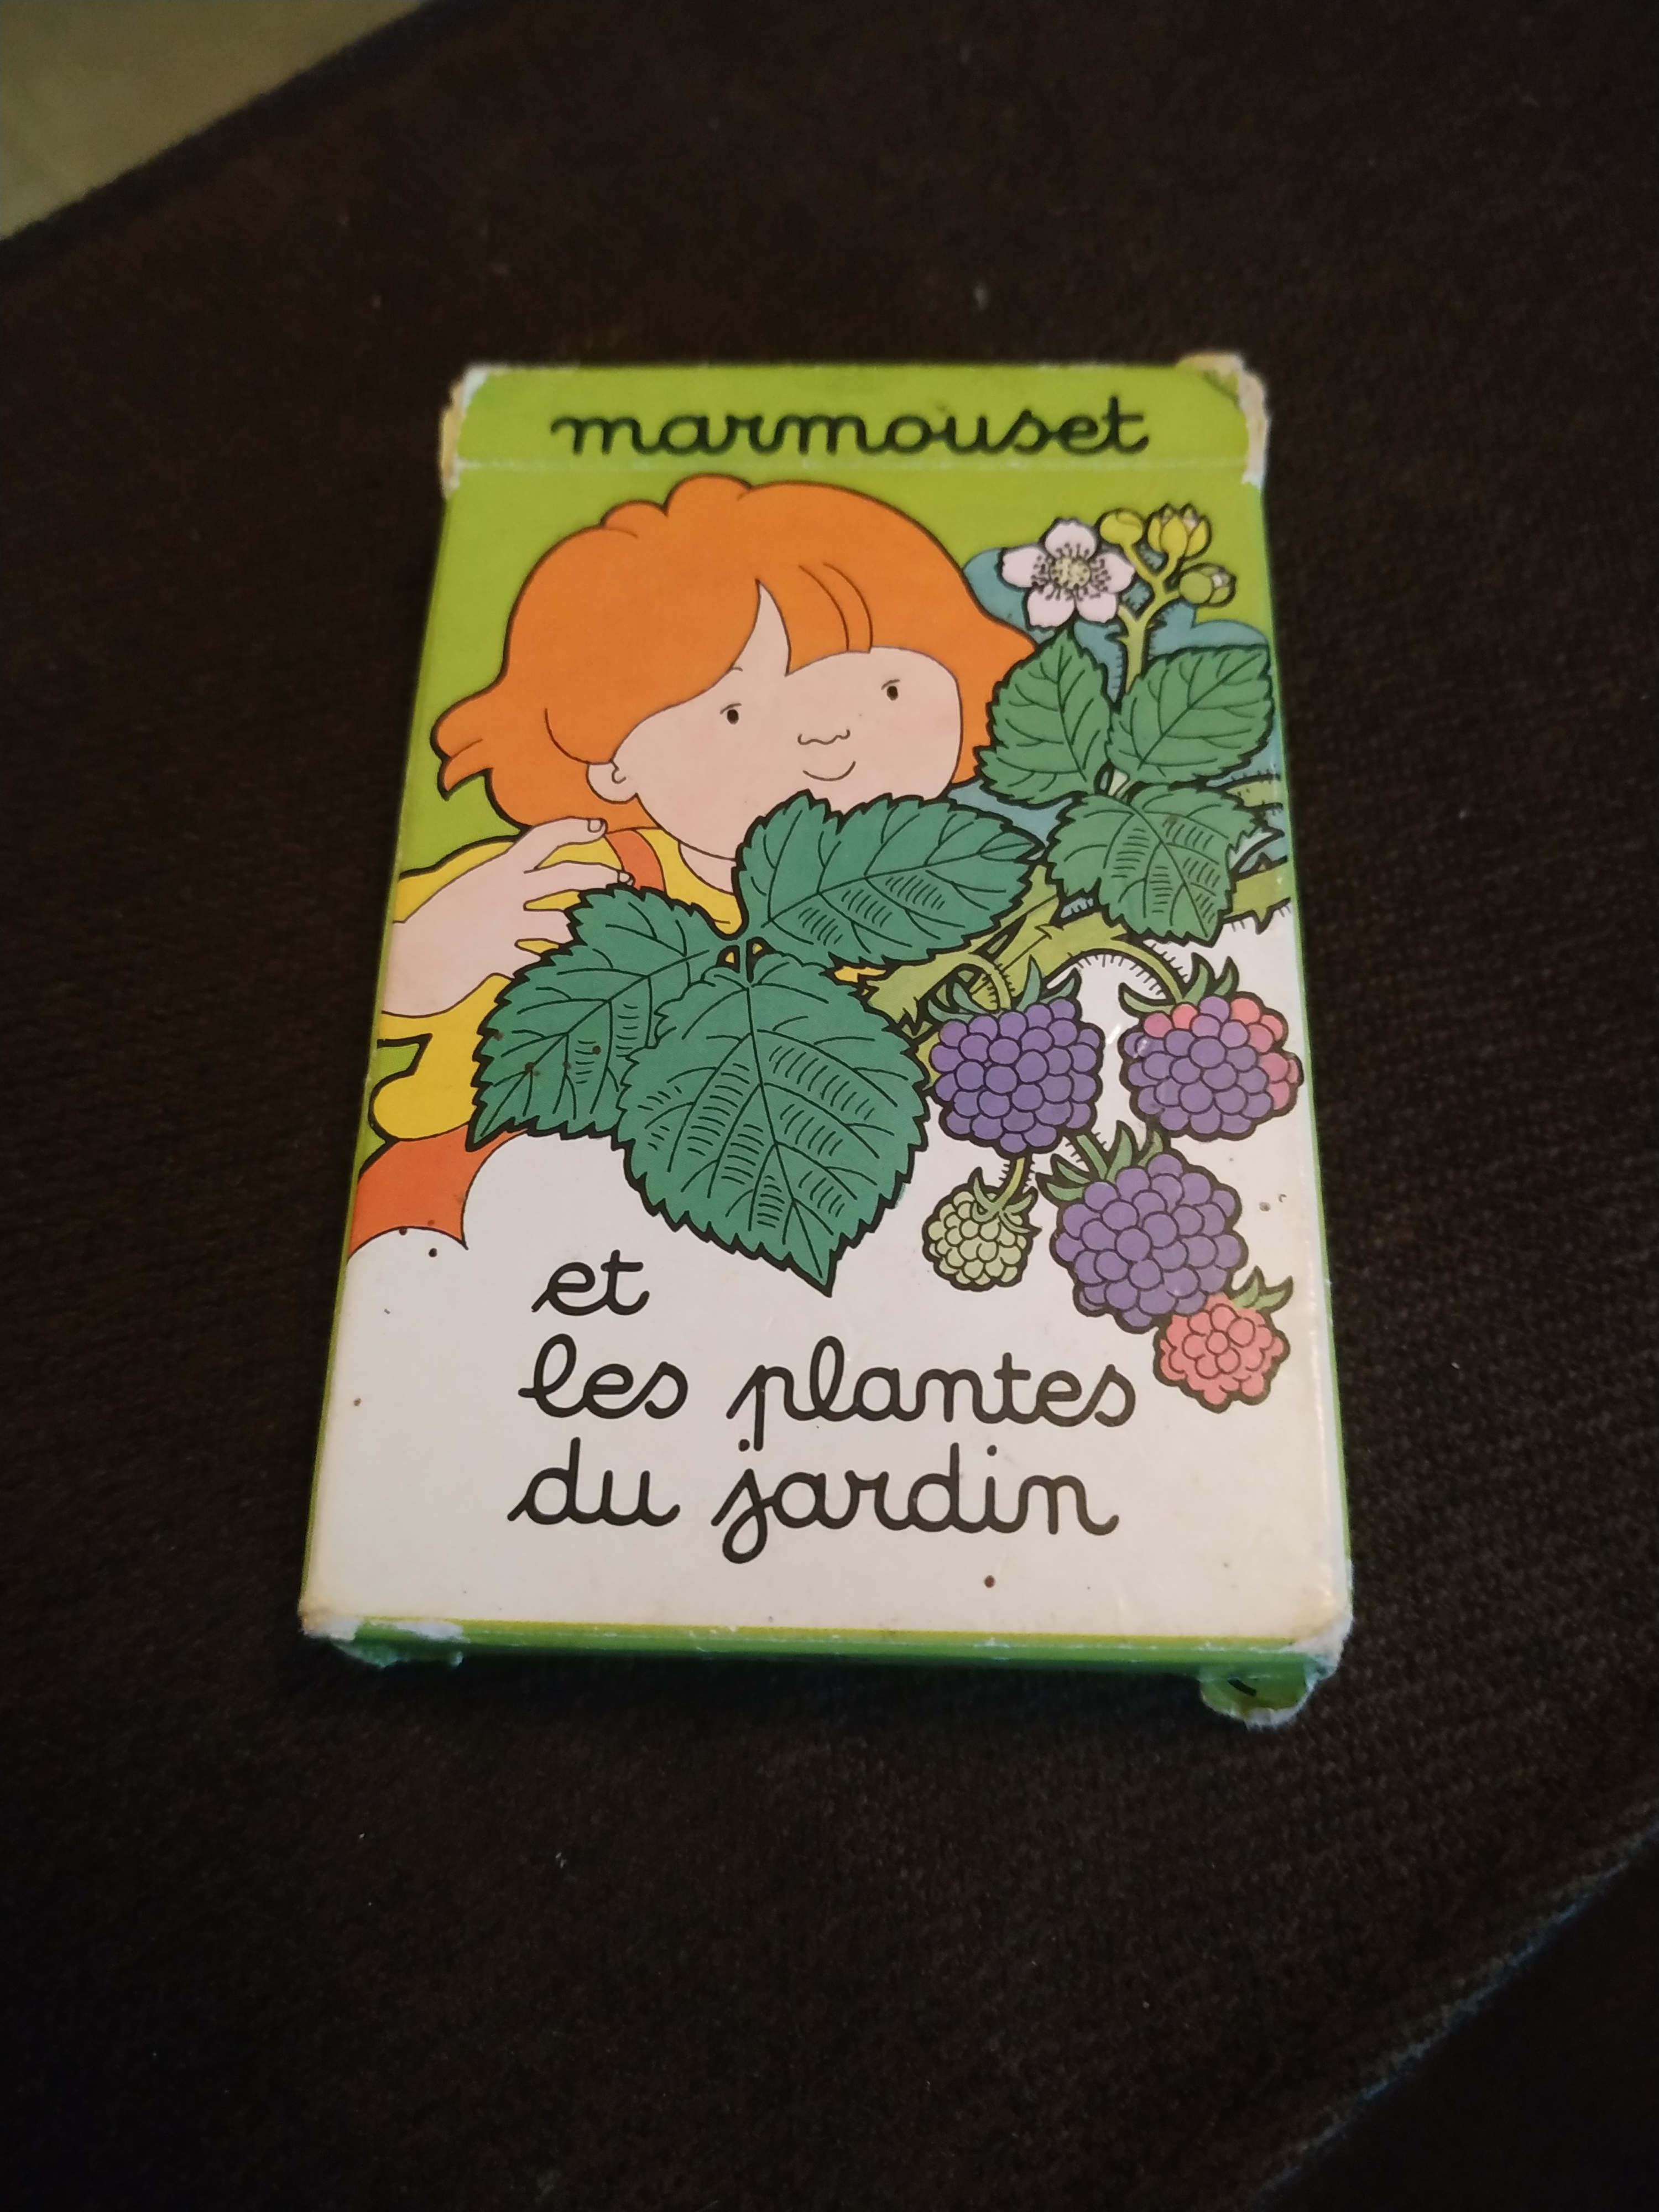 marmouset
et
les plantes
du jardin